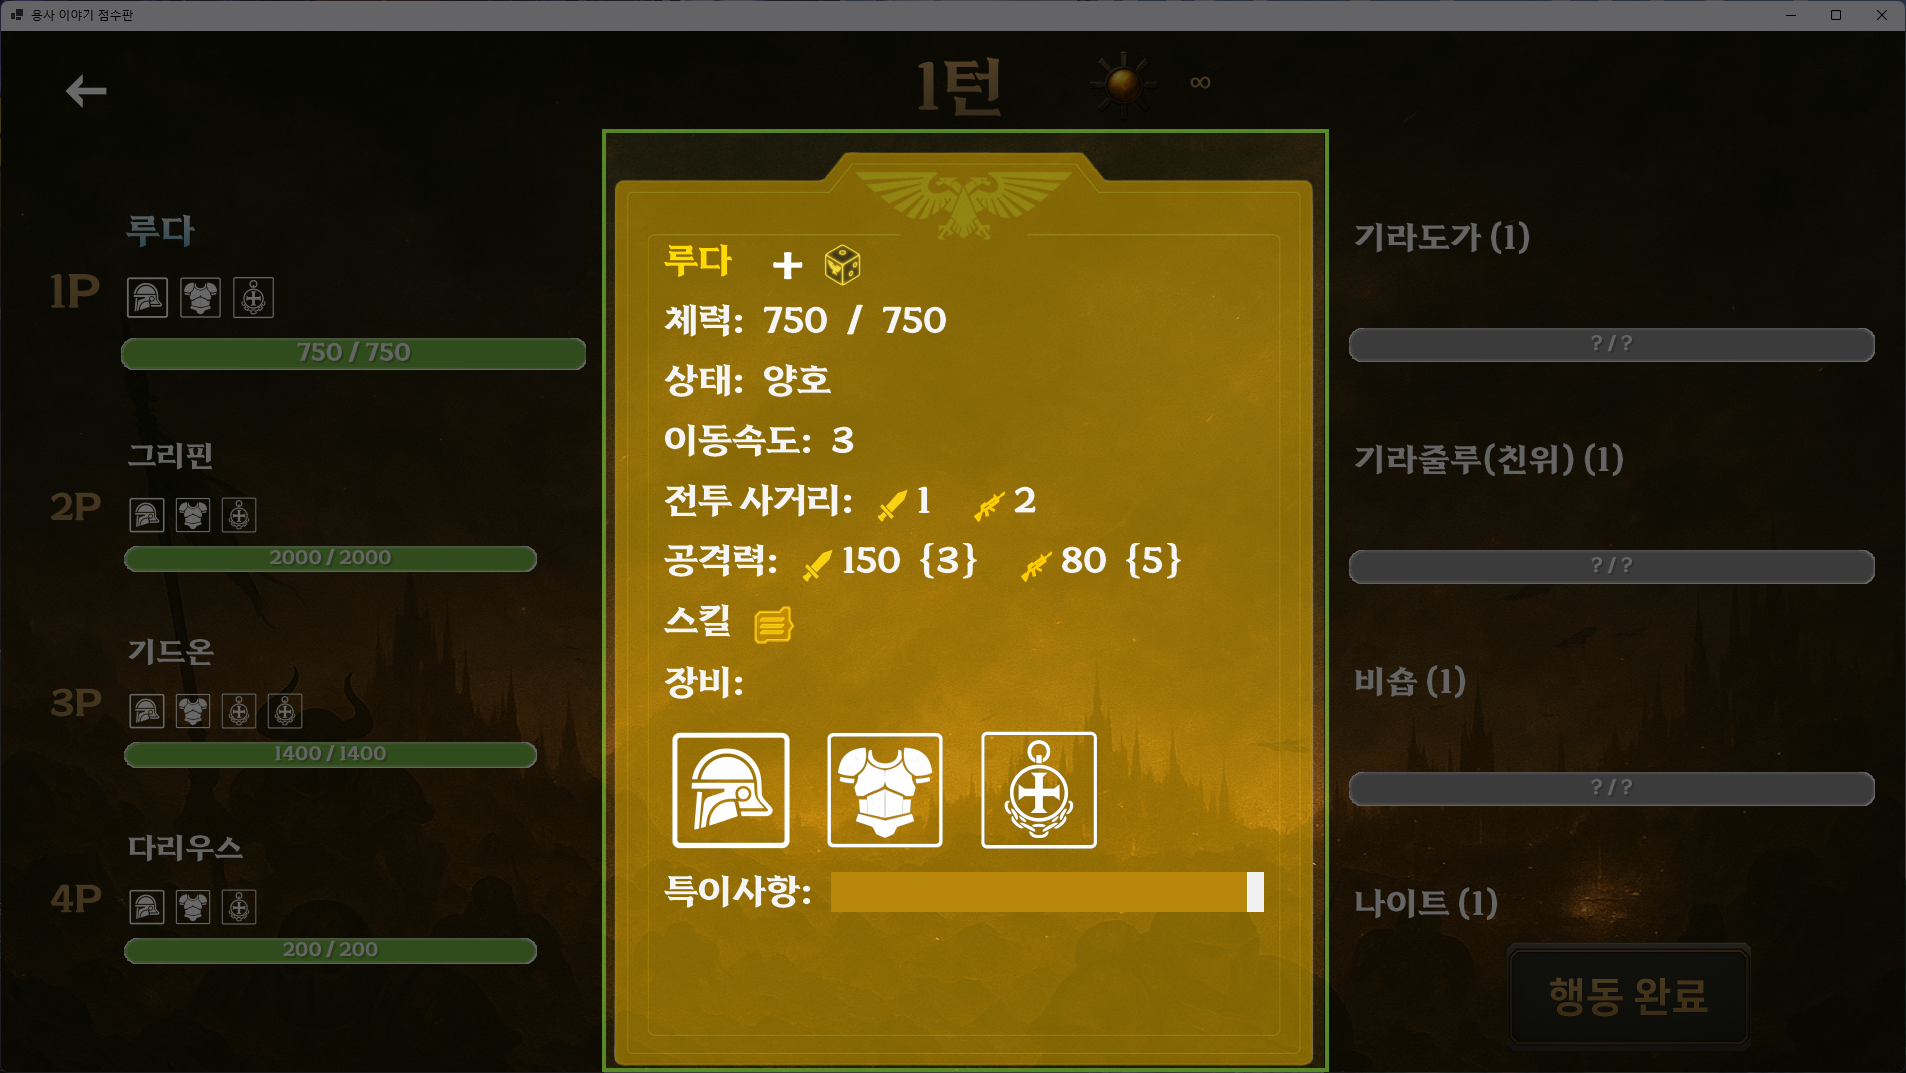 용사 이야기 점수판
1턴 ∞
루다
1P
750 / 750
그리핀
2P
2000 / 2000
기드온
3P
1400 / 1400
다리우스
4P
200 / 200
루다 +
체력: 750 / 750
상태: 양호
이동속도: 3
전투 사거리: 1 2
공격력: 150 {3} 80 {5}
스킬
장비:
특이사항:
기라도가 (1)
? / ?
기라줄루(친위) (1)
? / ?
비숍 (1)
? / ?
나이트 (1)
행동 완료